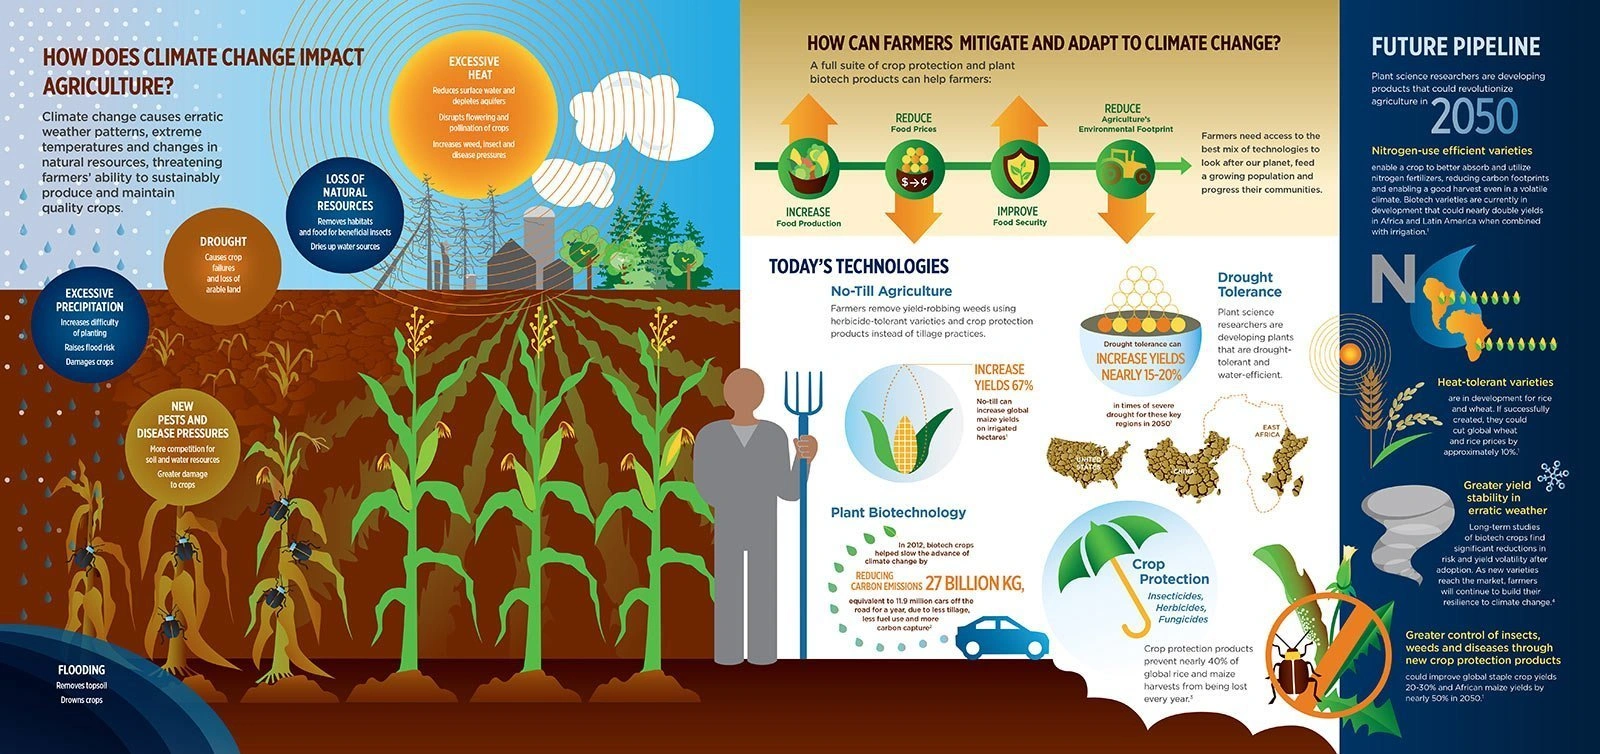 HOW DOES CLIMATE CHANGE IMPACT
AGRICULTURE?
Climate change causes erratic
weather patterns, extreme
temperatures and changes in
natural resources, threatening
farmers' ability to sustainably
produce and maintain
quality crops.
EXCESSIVE
HEAT
Reduces surface water and
depletes aquifers
Disrupts flowering and
pollination of crops
Increases weed, insect and
disease pressures
LOSS OF
NATURAL
RESOURCES
Removes habitats
and food for beneficial insects
Dries up water sources
DROUGHT
Causes crop
failures
and loss of
arable land
EXCESSIVE
PRECIPITATION
Increases difficulty
of planting
Raises flood risk
Damages crops
NEW
PESTS AND
DISEASE PRESSURES
More competition for
soil and water resources
Greater damage
to crops
FLOODING
Removes topsoil
Drowns crops
HOW CAN FARMERS MITIGATE AND ADAPT TO CLIMATE CHANGE?
A full suite of crop protection and plant
biotech products can help farmers:
INCREASE
Food Production
REDUCE
Food Prices
$→¢
IMPROVE
Food Security
REDUCE
Agriculture's
Environmental Footprint
Farmers need access to the
best mix of technologies to
look after our planet, feed
a growing population and
progress their communities.
TODAY'S TECHNOLOGIES
No-Till Agriculture
Farmers remove yield-robbing weeds using
herbicide-tolerant varieties and crop protection
products instead of tillage practices.
INCREASE
YIELDS 67%
No-till can
increase global
maize yields
on irrigated
hectares¹
Drought tolerance can
INCREASE YIELDS
NEARLY 15-20%
in times of severe
drought for these key
regions in 2050¹
Drought
Tolerance
Plant science
researchers are
developing plants
that are drought-
tolerant and
water-efficient.
UNITED
STATES
CHINA
EAST
AFRICA
Plant Biotechnology
In 2012, biotech crops
helped slow the advance of
climate change by
REDUCING
CARBON EMISSIONS 27 BILLION KG,
equivalent to 11.9 million cars off the
road for a year, due to less tillage,
less fuel use and more
carbon capture²
Crop
Protection
Insecticides,
Herbicides,
Fungicides
Crop protection products
prevent nearly 40% of
global rice and maize
harvests from being lost
every year.³
FUTURE PIPELINE
Plant science researchers are developing
products that could revolutionize
agriculture in 2050
Nitrogen-use efficient varieties
enable a crop to better absorb and utilize
nitrogen fertilizers, reducing carbon footprints
and enabling a good harvest even in a volatile
climate. Biotech varieties are currently in
development that could nearly double yields
in Africa and Latin America when combined
with irrigation.¹
N
Heat-tolerant varieties
are in development for rice
and wheat. If successfully
created, they could
cut global wheat
and rice prices by
approximately 10%.¹
Greater yield
stability in
erratic weather
Long-term studies
of biotech crops find
significant reductions in
risk and yield volatility after
adoption. As new varieties
reach the market, farmers
will continue to build their
resilience to climate change.⁴
Greater control of insects,
weeds and diseases through
new crop protection products
could improve global staple crop yields
20-30% and African maize yields by
nearly 50% in 2050.¹